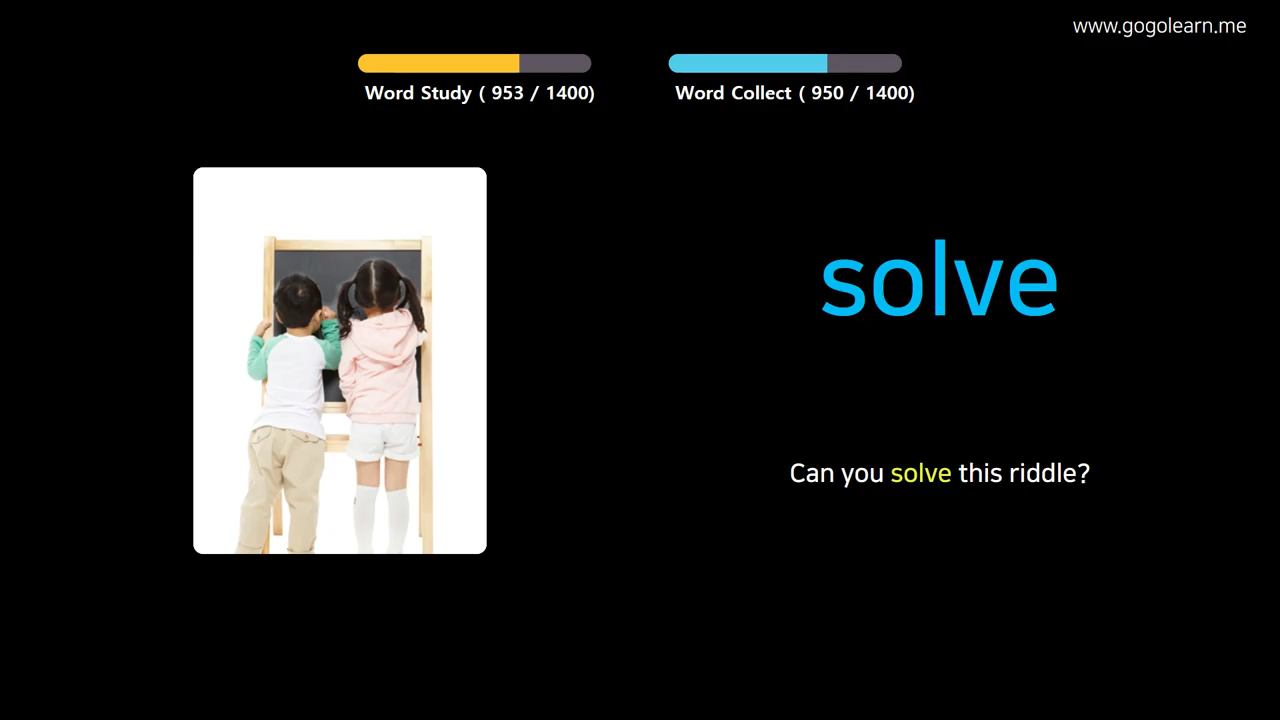 www.gogolearn.me
Word Study ( 953 / 1400)
Word Collect ( 950 / 1400)
solve
Can you solve this riddle?